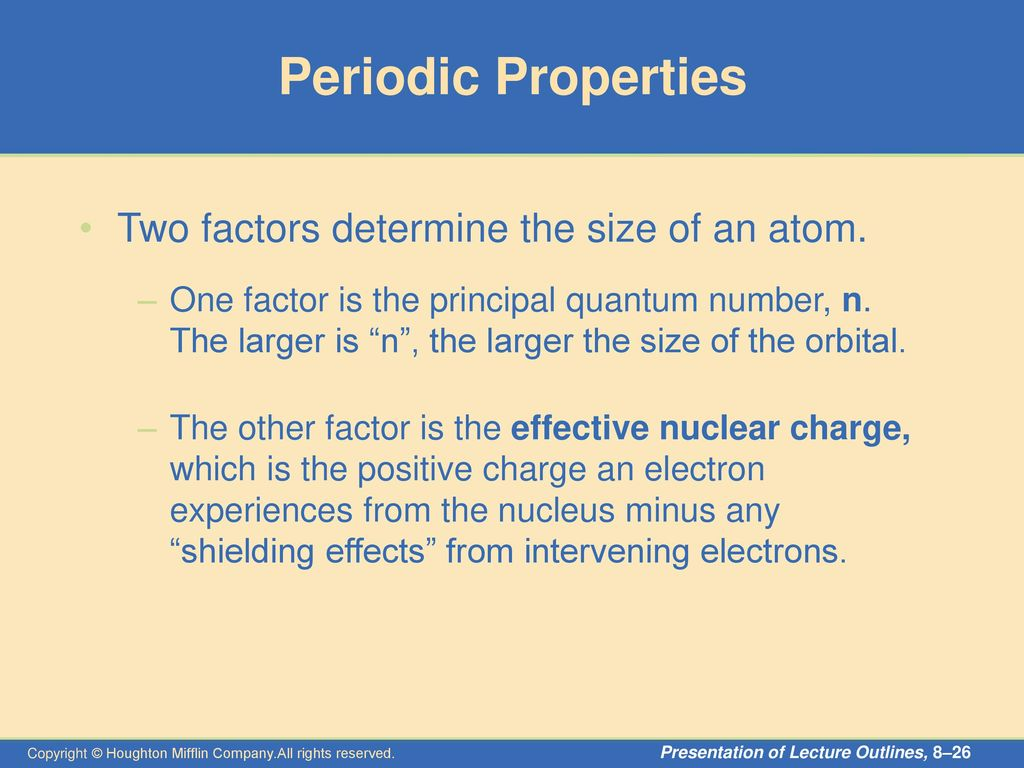 Periodic Properties
• Two factors determine the size of an atom.
– One factor is the principal quantum number, n.
The larger is “n”, the larger the size of the orbital.
– The other factor is the effective nuclear charge,
which is the positive charge an electron
experiences from the nucleus minus any
“shielding effects” from intervening electrons.
Copyright © Houghton Mifflin Company.All rights reserved.
Presentation of Lecture Outlines, 8–26